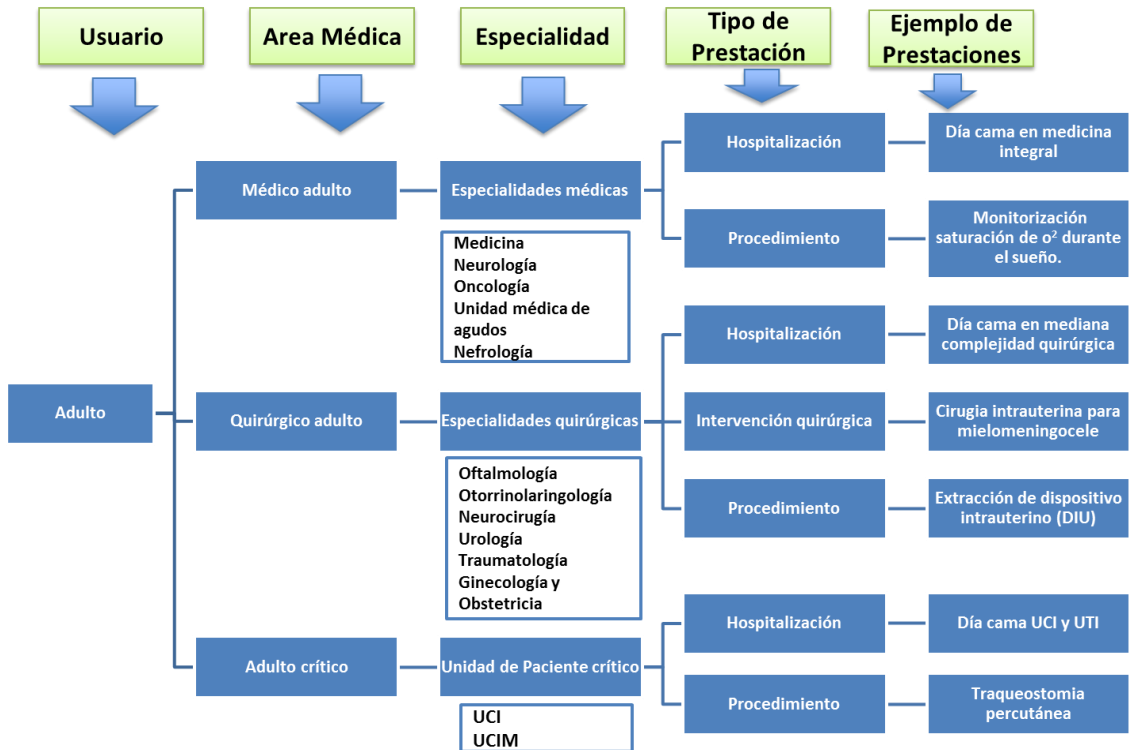 Usuario
Area Médica
Especialidad
Tipo de
Prestación
Ejemplo de
Prestaciones
Adulto
Médico adulto
Especialidades médicas
Medicina
Neurología
Oncología
Unidad médica de
agudos
Nefrología
Hospitalización
Día cama en medicina
integral
Procedimiento
Monitorización
saturación de o² durante
el sueño.
Quirúrgico adulto
Especialidades quirúrgicas
Oftalmología
Otorrinolaringología
Neurocirugía
Urología
Traumatología
Ginecología y
Obstetricia
Hospitalización
Día cama en mediana
complejidad quirúrgica
Intervención quirúrgica
Cirugia intrauterina para
mielomeningocele
Procedimiento
Extracción de dispositivo
intrauterino (DIU)
Adulto crítico
Unidad de Paciente crítico
UCI
UCIM
Hospitalización
Día cama UCI y UTI
Procedimiento
Traqueostomia
percutánea